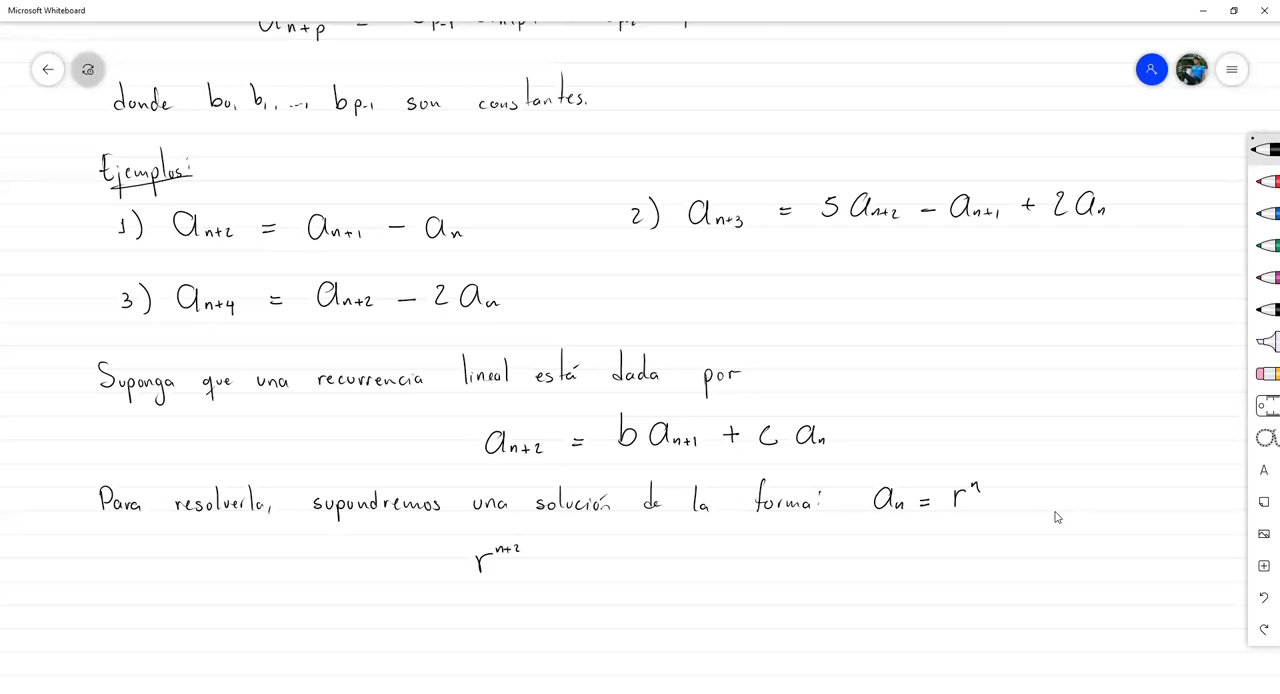 Microsoft Whiteboard
donde b₀, b₁, ..., bₚ₋₁ son constantes.
Ejemplos:
1) aₙ₊₂ = aₙ₊₁ − aₙ
2) aₙ₊₃ = 5aₙ₊₂ − aₙ₊₁ + 2aₙ
3) aₙ₊₄ = aₙ₊₂ − 2aₙ
Suponga que una recurrencia lineal está dada por
aₙ₊₂ = b aₙ₊₁ + c aₙ
Para resolverla, supondremos una solución de la forma: aₙ = rⁿ
rⁿ⁺²